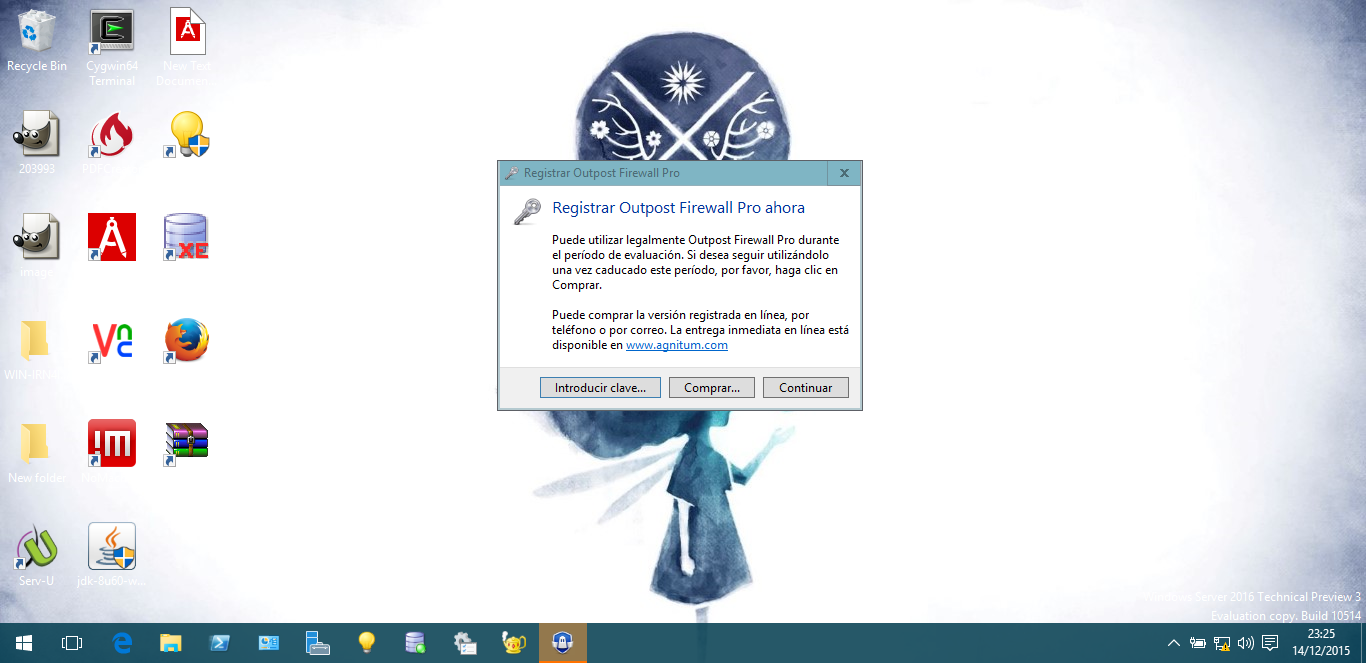 Recycle Bin
Cygwin64
Terminal
New Text
Documen...
203993
Registrar Outpost Firewall Pro
Registrar Outpost Firewall Pro ahora
Puede utilizar legalmente Outpost Firewall Pro durante
el período de evaluación. Si desea seguir utilizándolo
una vez caducado este período, por favor, haga clic en
Comprar.
Puede comprar la versión registrada en línea, por
teléfono o por correo. La entrega inmediata en línea está
disponible en www.agnitum.com
Introducir clave...
Comprar...
Continuar
XE
New folder
Serv-U
jdk-8u60-w...
Server 2016 Technical Preview 3
Evaluation copy. Build 10514
23:25
14/12/2015